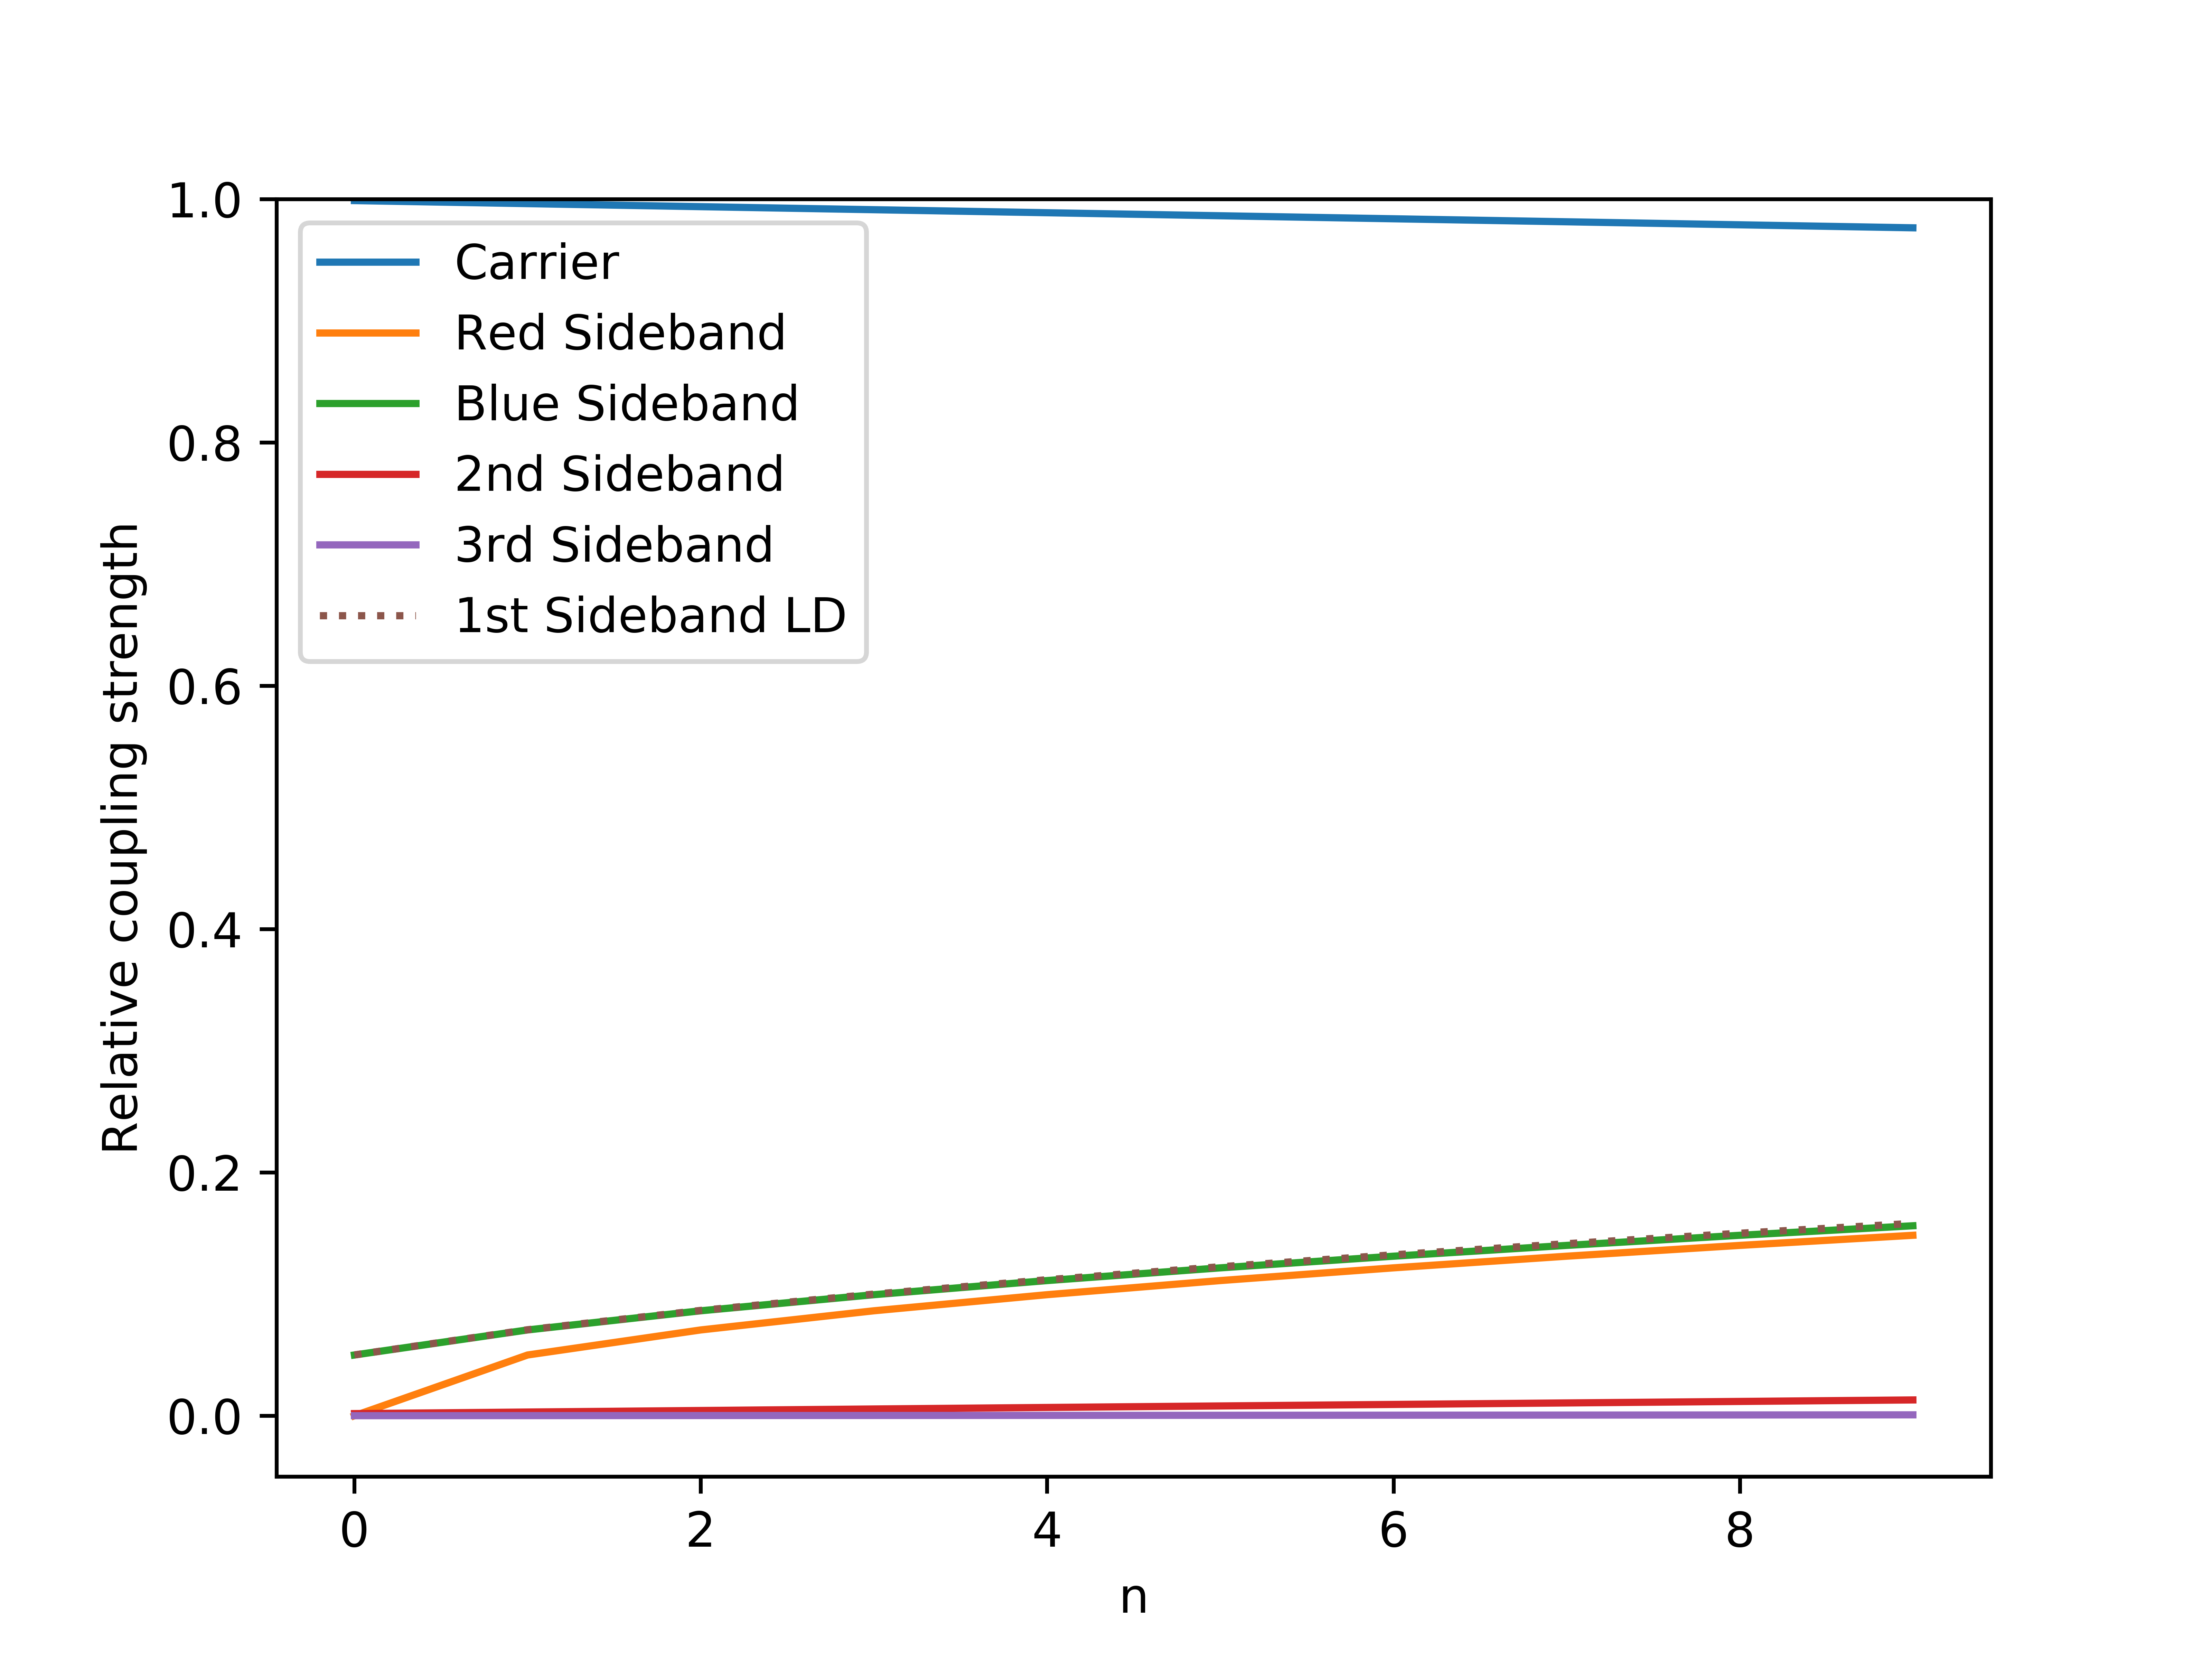 1.0
0.8
0.6
0.4
0.2
0.0
Relative coupling strength
Carrier
Red Sideband
Blue Sideband
2nd Sideband
3rd Sideband
1st Sideband LD
0 2 4 6 8
n